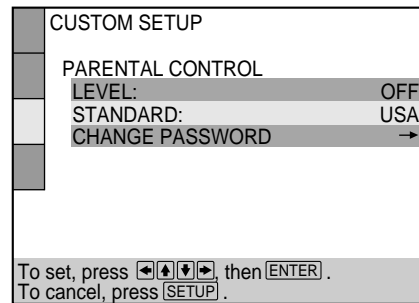 CUSTOM SETUP
PARENTAL CONTROL
LEVEL: OFF
STANDARD: USA
CHANGE PASSWORD →
To set, press ←↑↓→, then ENTER .
To cancel, press SETUP .